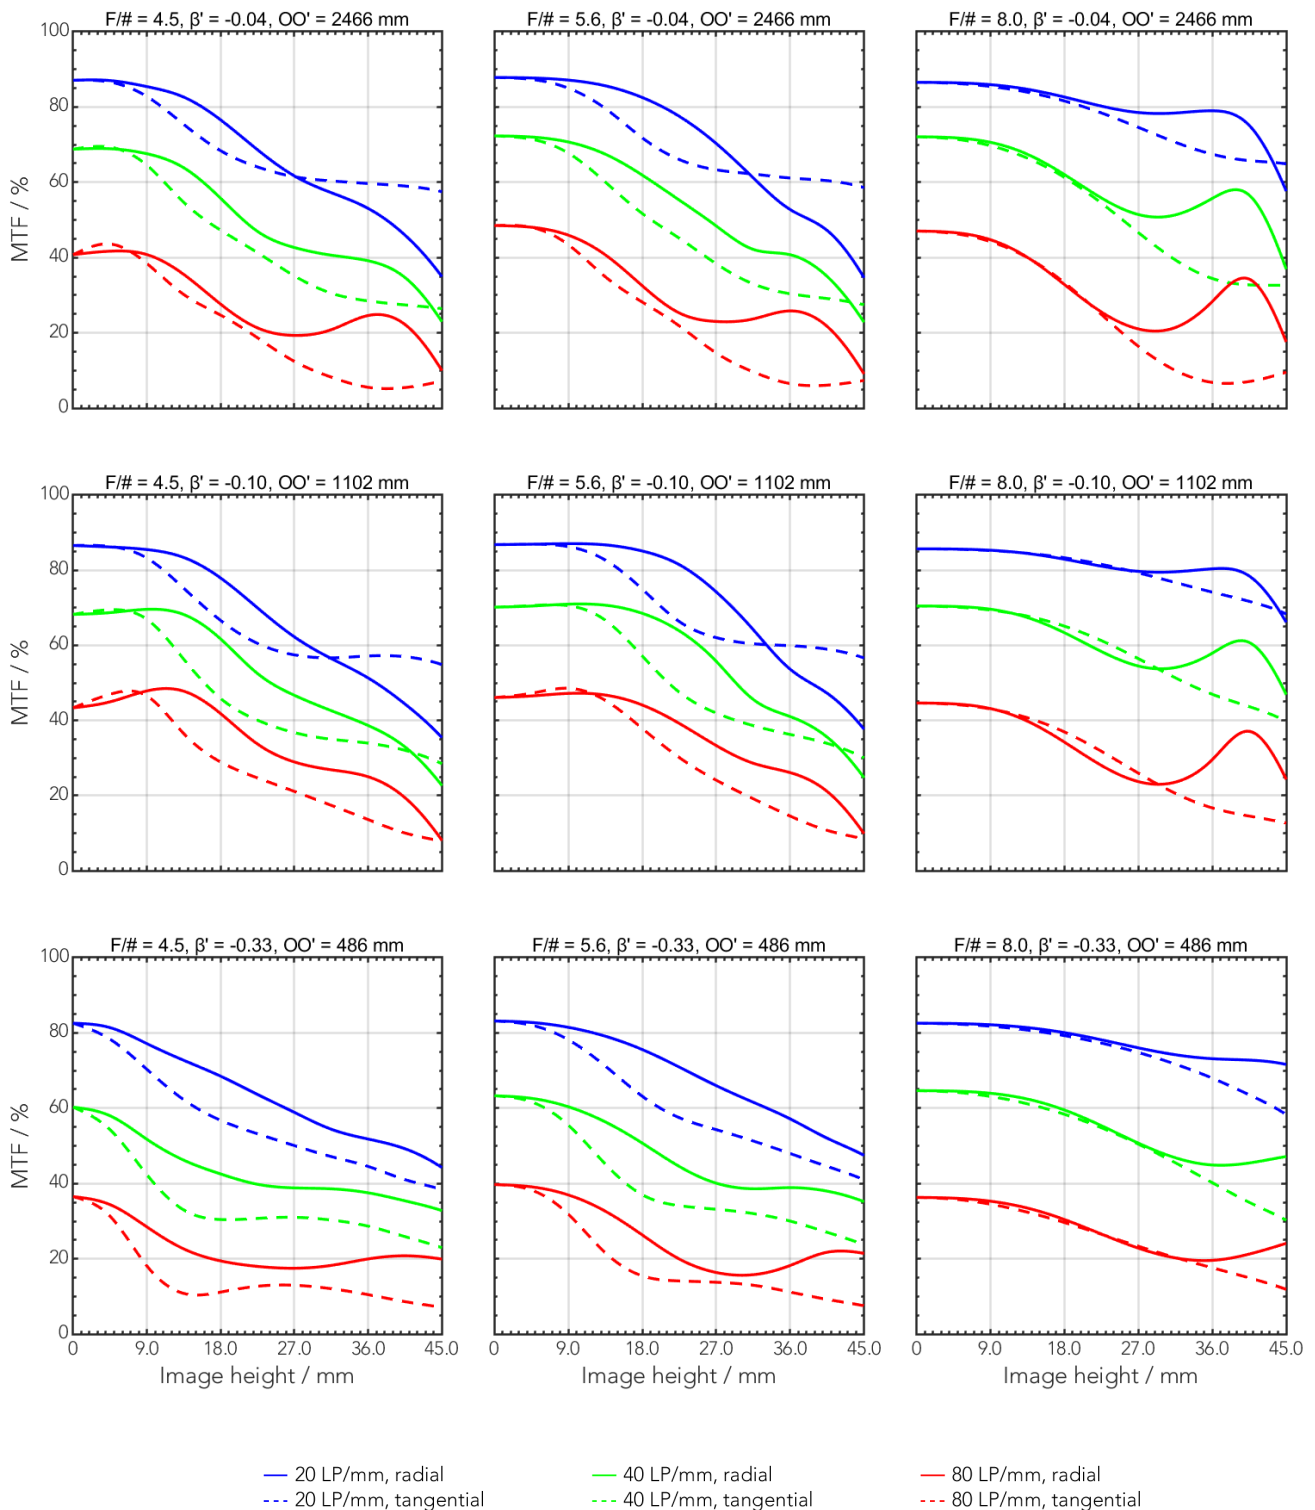 F/# = 4.5, β' = -0.04, OO' = 2466 mm
F/# = 5.6, β' = -0.04, OO' = 2466 mm
F/# = 8.0, β' = -0.04, OO' = 2466 mm
100
80
60
40
20
0
MTF / %
F/# = 4.5, β' = -0.10, OO' = 1102 mm
F/# = 5.6, β' = -0.10, OO' = 1102 mm
F/# = 8.0, β' = -0.10, OO' = 1102 mm
100
80
60
40
20
0
MTF / %
F/# = 4.5, β' = -0.33, OO' = 486 mm
F/# = 5.6, β' = -0.33, OO' = 486 mm
F/# = 8.0, β' = -0.33, OO' = 486 mm
100
80
60
40
20
0
MTF / %
0 9.0 18.0 27.0 36.0 45.0
0 9.0 18.0 27.0 36.0 45.0
0 9.0 18.0 27.0 36.0 45.0
Image height / mm
Image height / mm
Image height / mm
20 LP/mm, radial
40 LP/mm, radial
80 LP/mm, radial
20 LP/mm, tangential
40 LP/mm, tangential
80 LP/mm, tangential